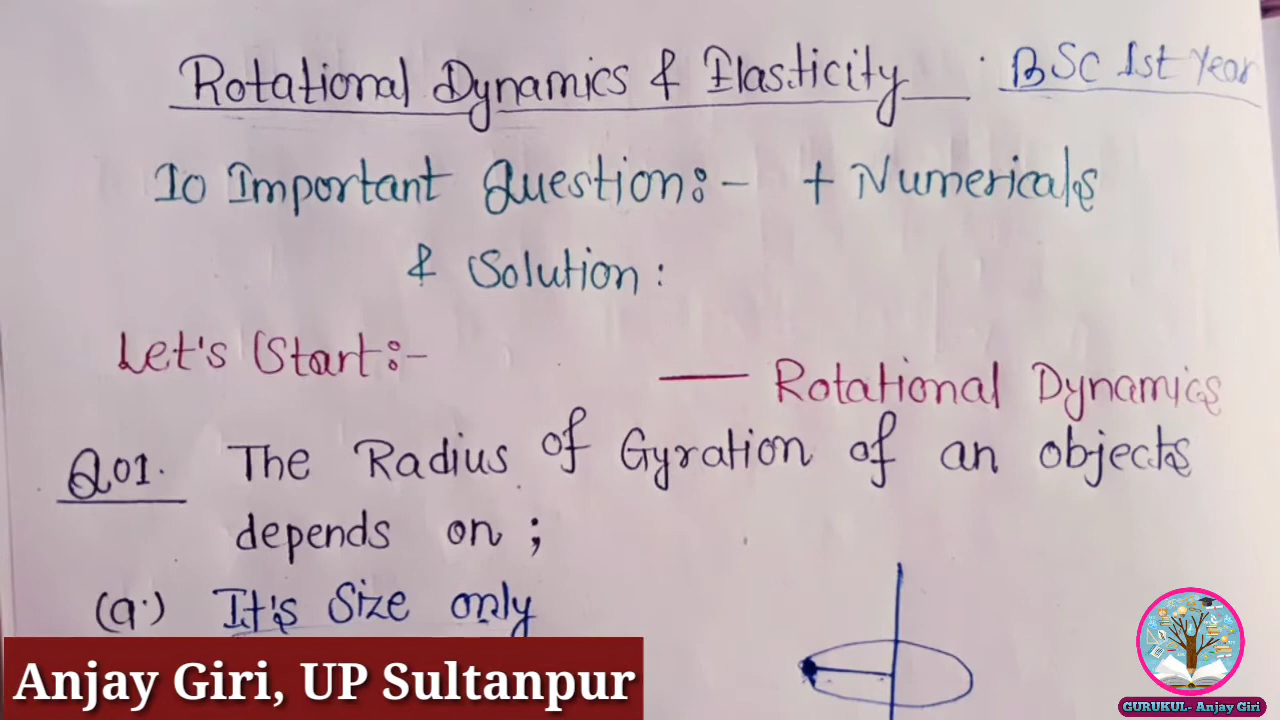 Rotational Dynamics & Elasticity BSc 1st Year
10 Important Question:- + Numericals
& Solution:
Let's Start:-
— Rotational Dynamics
Q01. The Radius of Gyration of an objects
depends on ;
(a.) It's Size only
Anjay Giri, UP Sultanpur
GURUKUL- Anjay Giri